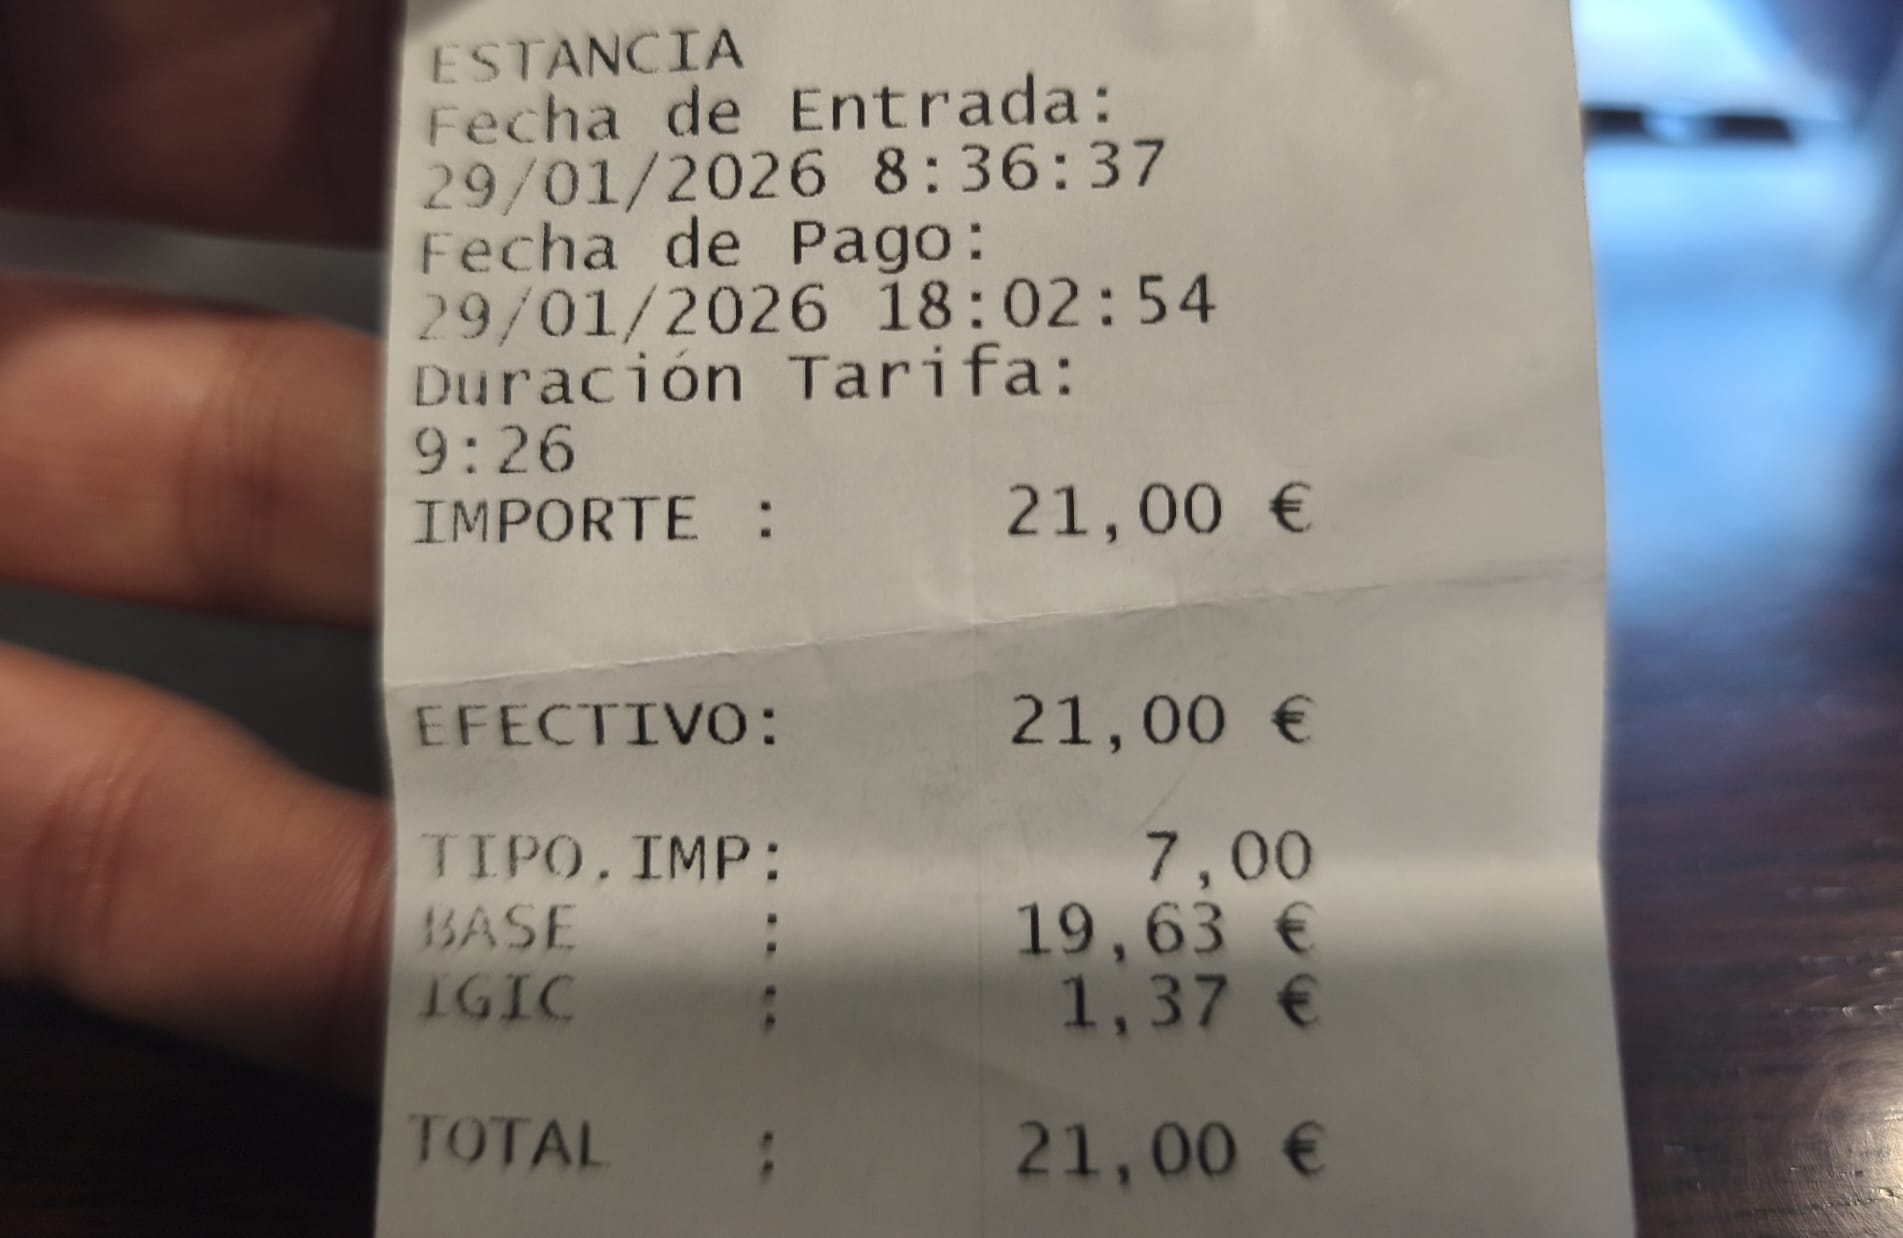 ESTANCIA
Fecha de Entrada:
29/01/2026 8:36:37
Fecha de Pago:
29/01/2026 18:02:54
Duración Tarifa:
9:26
IMPORTE : 21,00 €
EFECTIVO: 21,00 €
TIPO.IMP: 7,00
BASE : 19,63 €
IGIC : 1,37 €
TOTAL : 21,00 €